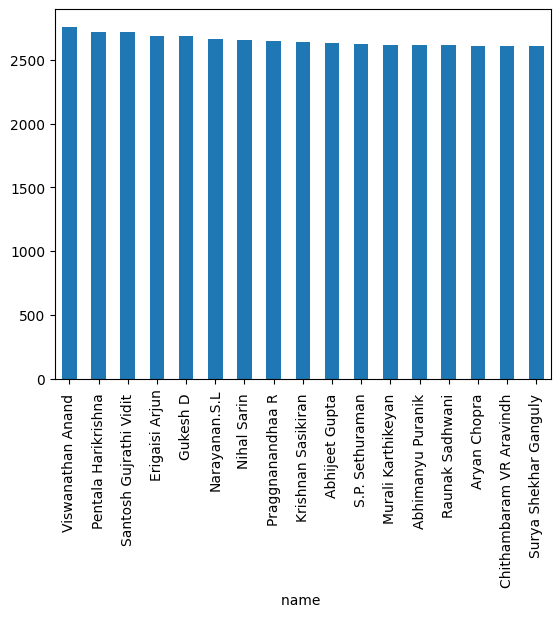 2500
2000
1500
1000
500
0
Viswanathan Anand
Pentala Harikrishna
Santosh Gujrathi Vidit
Erigaisi Arjun
Gukesh D
Narayanan.S.L
Nihal Sarin
Praggnanandhaa R
Krishnan Sasikiran
Abhijeet Gupta
S.P. Sethuraman
Murali Karthikeyan
Abhimanyu Puranik
Raunak Sadhwani
Aryan Chopra
Chithambaram VR Aravindh
Surya Shekhar Ganguly
name